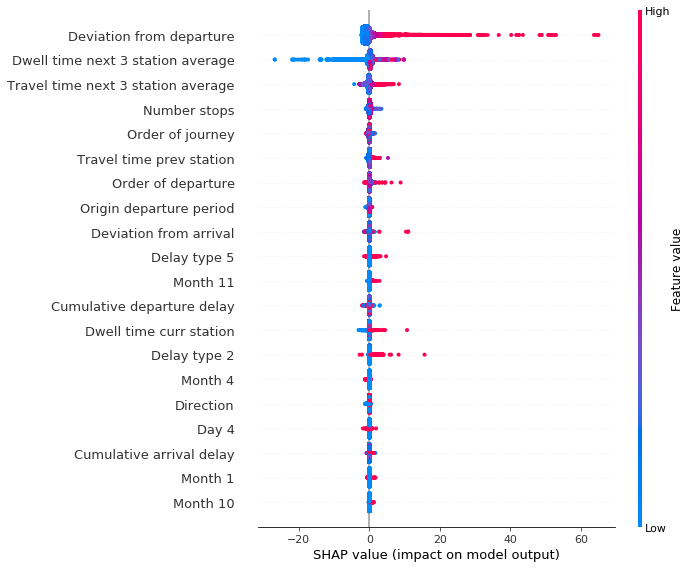 High
Deviation from departure
Dwell time next 3 station average
Travel time next 3 station average
Number stops
Order of journey
Travel time prev station
Order of departure
Origin departure period
Deviation from arrival
Delay type 5
Month 11
Cumulative departure delay
Dwell time curr station
Delay type 2
Month 4
Direction
Day 4
Cumulative arrival delay
Month 1
Month 10
Feature value
Low
−20 0 20 40 60
SHAP value (impact on model output)